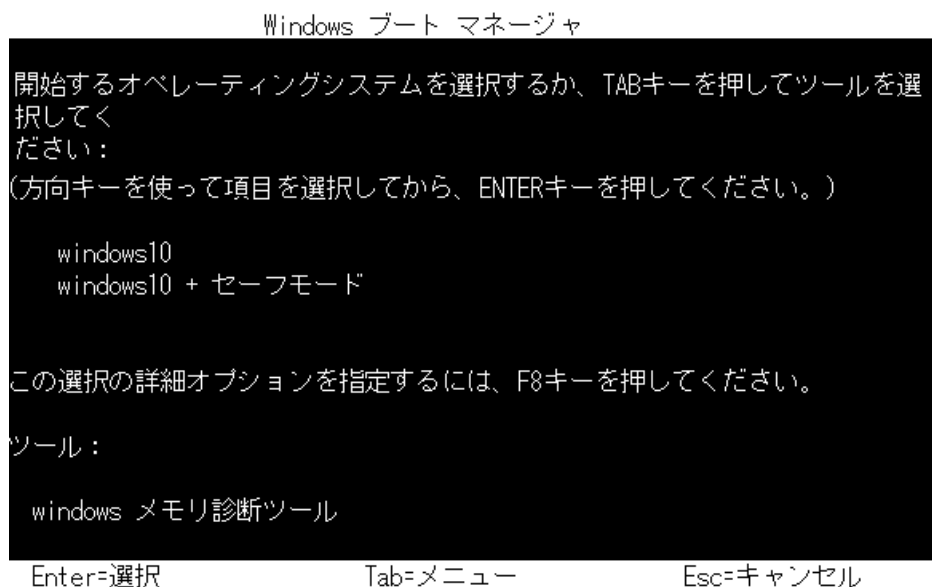 Windows ブート マネージャ
開始するオペレーティングシステムを選択するか、TABキーを押してツールを選
択してく
ださい：
(方向キーを使って項目を選択してから、ENTERキーを押してください。)
windows10
windows10 + セーフモード
この選択の詳細オプションを指定するには、F8キーを押してください。
ツール：
windows メモリ診断ツール
Enter=選択 Tab=メニュー Esc=キャンセル